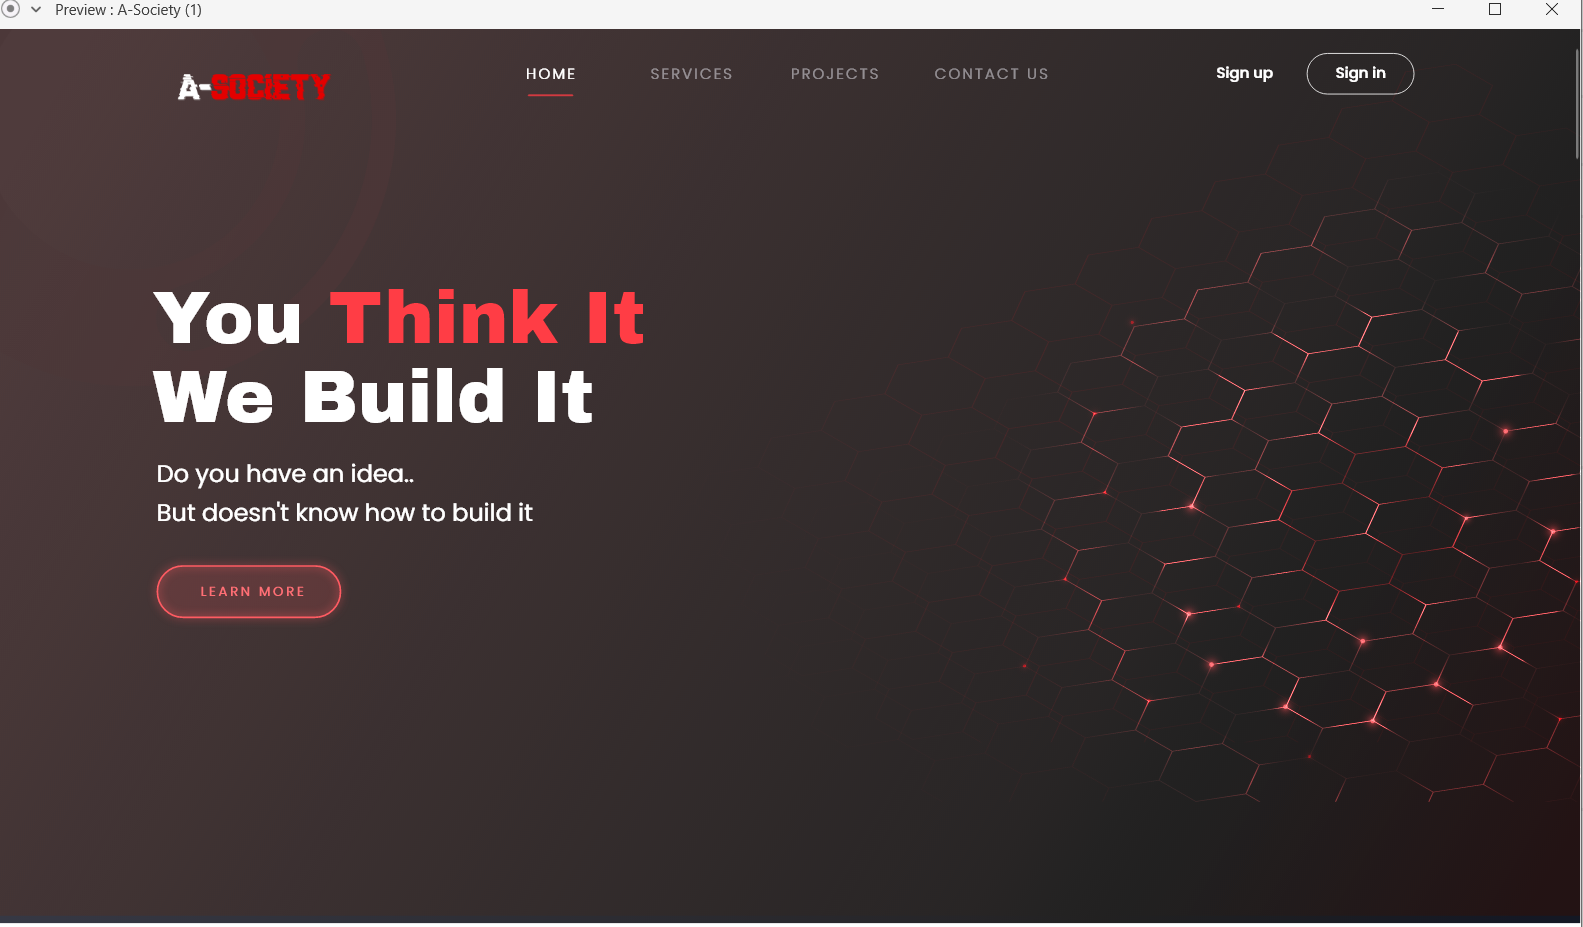 Preview : A-Society (1)
A-SOCIETY
HOME
SERVICES
PROJECTS
CONTACT US
Sign up
Sign in
You Think It
We Build It
Do you have an idea..
But doesn't know how to build it
LEARN MORE